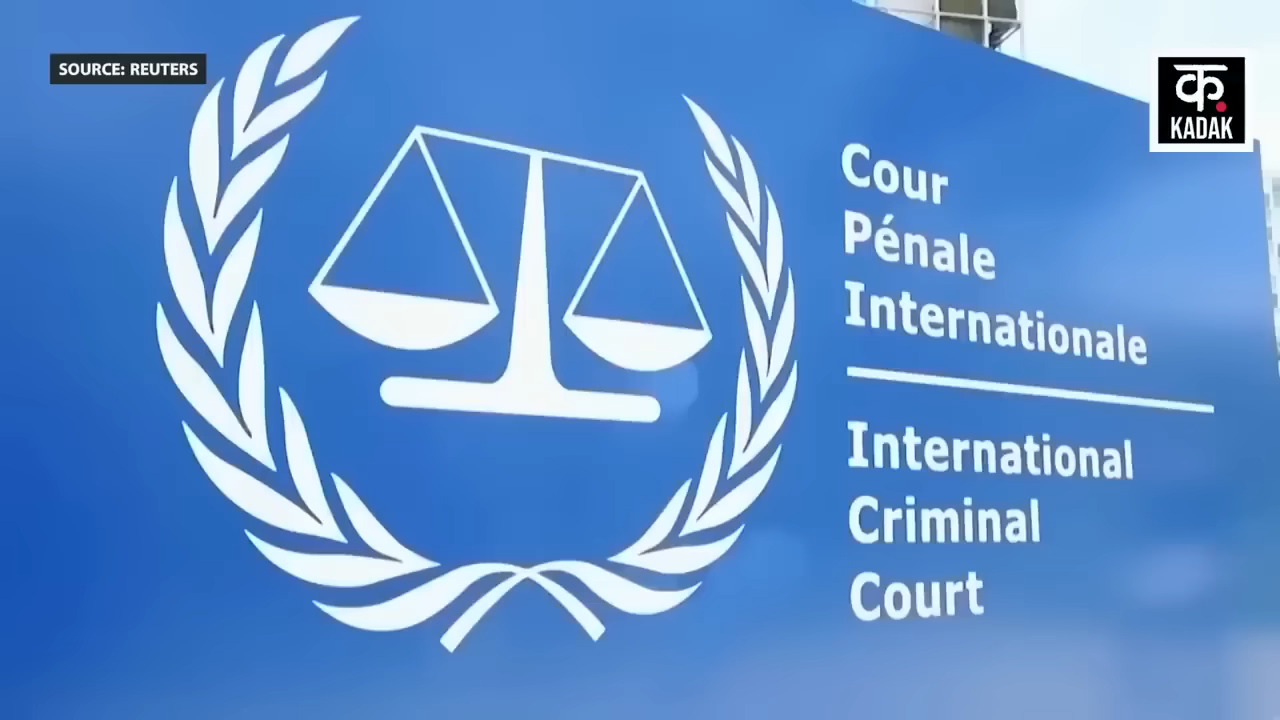 SOURCE: REUTERS
क.
KADAK
Cour
Pénale
Internationale
International
Criminal
Court